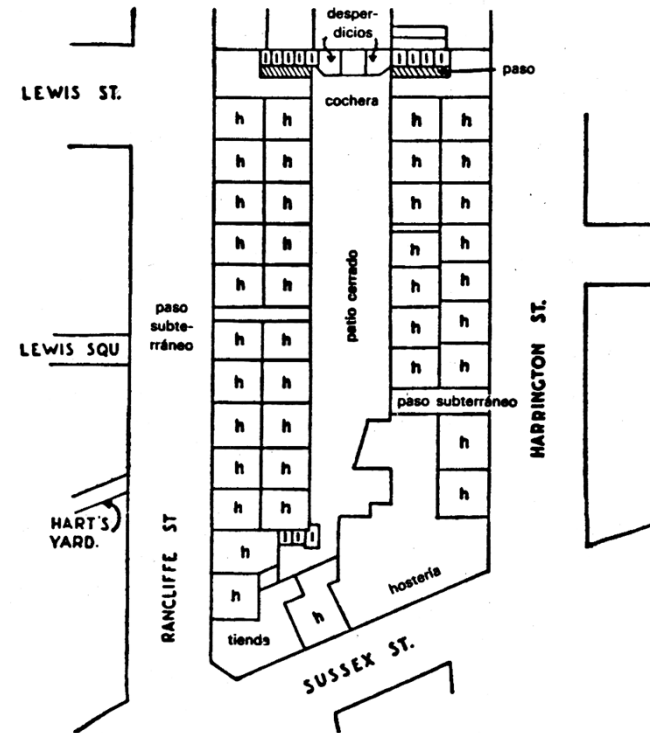 desper-
dicios
I I I I I
I I I I I
paso
LEWIS ST.
cochera
h h h h
h h h h
h h h h
h h h h
h h h h
patio cerrado
paso
subte-
rráneo
HARRINGTON ST.
h h h h
LEWIS SQU
h h h h
paso subterráneo
h h h
h h h
h h
HART'S
YARD.
RANCLIFFE ST
I I I I
h
h
hostería
h
tienda
SUSSEX ST.